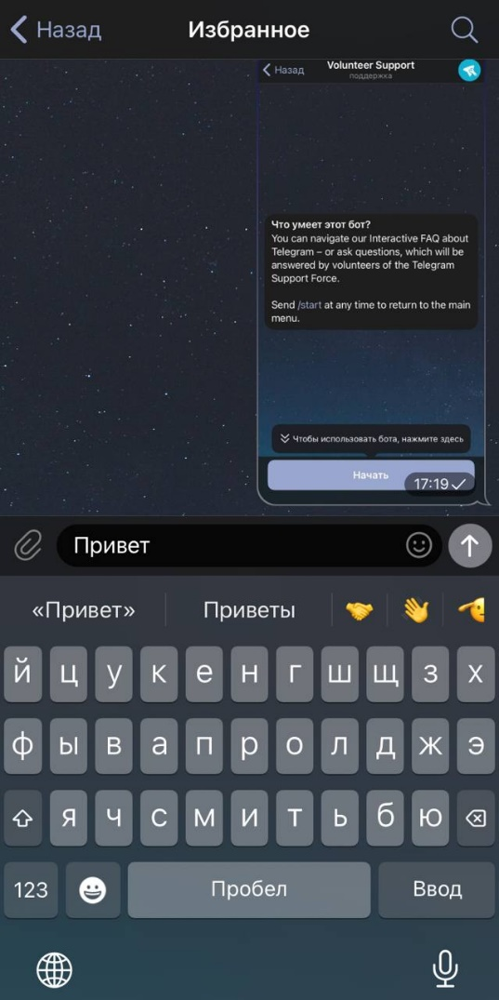 Назад
Избранное
Назад
Volunteer Support
поддержка
Что умеет этот бот?
You can navigate our Interactive FAQ about
Telegram – or ask questions, which will be
answered by volunteers of the Telegram
Support Force.
Send /start at any time to return to the main
menu.
Чтобы использовать бота, нажмите здесь
Начать
17:19
Привет
«Привет» Приветы
й ц у к е н г ш щ з х
ф ы в а п р о л д ж э
я ч с м и т ь б ю
123 Пробел Ввод